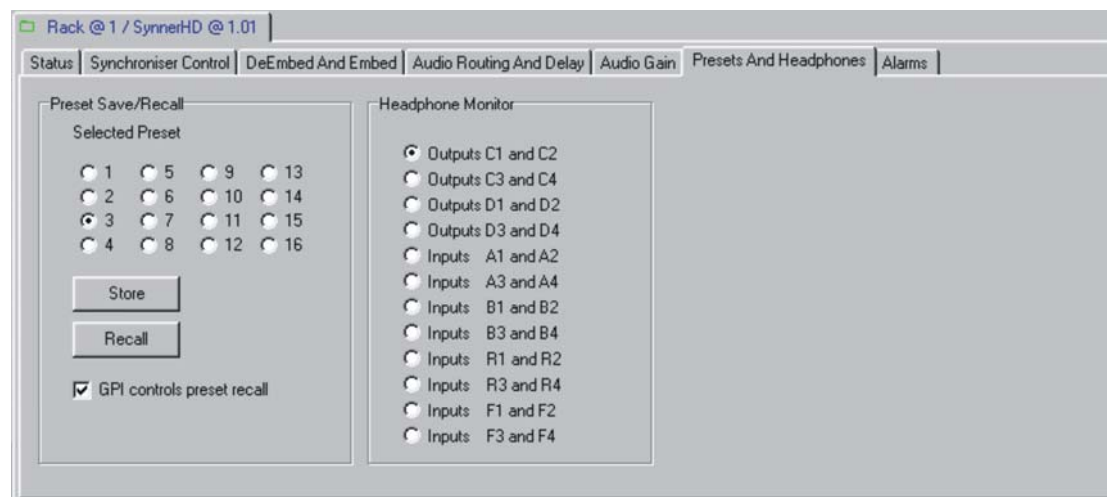 Rack @ 1 / SynnerHD @ 1.01
Status Synchroniser Control DeEmbed And Embed Audio Routing And Delay Audio Gain Presets And Headphones Alarms
Preset Save/Recall
Selected Preset
1 5 9 13
2 6 10 14
3 7 11 15
4 8 12 16
Store
Recall
GPI controls preset recall
Headphone Monitor
Outputs C1 and C2
Outputs C3 and C4
Outputs D1 and D2
Outputs D3 and D4
Inputs A1 and A2
Inputs A3 and A4
Inputs B1 and B2
Inputs B3 and B4
Inputs R1 and R2
Inputs R3 and R4
Inputs F1 and F2
Inputs F3 and F4